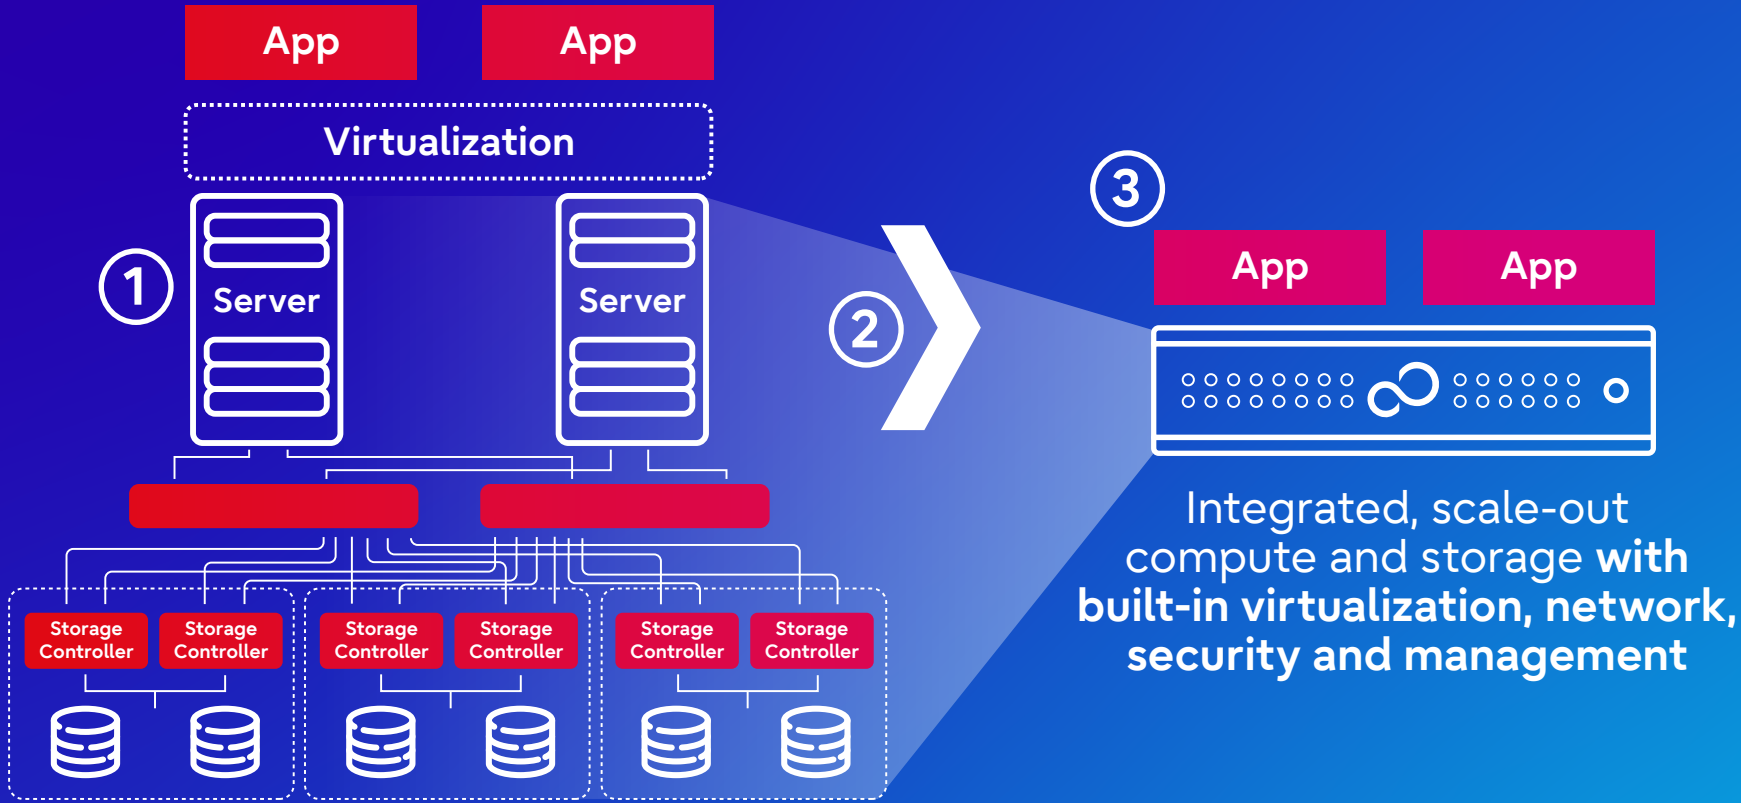 App
App
Virtualization
1
Server
Server
2
Storage
Controller
Storage
Controller
Storage
Controller
Storage
Controller
Storage
Controller
Storage
Controller
3
App
App
Integrated, scale-out
compute and storage with
built-in virtualization, network,
security and management